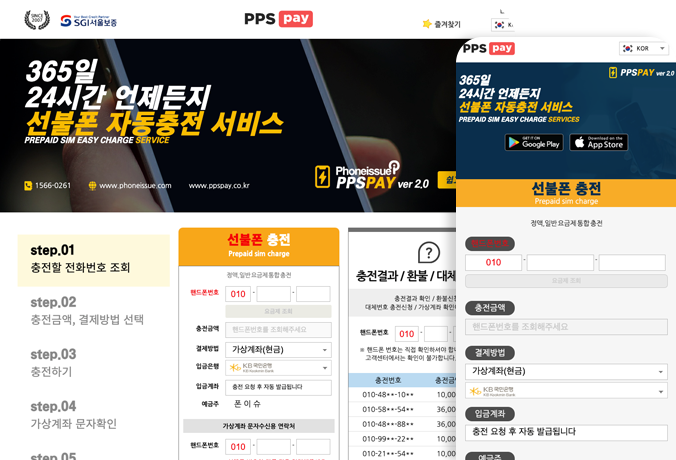 SINCE
2007
SGI서울보증
PPS pay
즐겨찾기
365일
24시간 언제든지
선불폰 자동충전 서비스
PREPAID SIM EASY CHARGE SERVICE
1566-0261
www.phoneissue.com
www.ppspay.co.kr
Phoneissue
PPSPAY ver 2.0
step.01
충전할 전화번호 조회
step.02
충전금액, 결제방법 선택
step.03
충전하기
step.04
가상계좌 문자확인
step.05
선불폰 충전
Prepaid sim charge
정액,일반요금제통합충전
핸드폰번호
010
-
-
요금제 조회
충전금액
핸드폰번호를 조회해주세요
결제방법
가상계좌(현금)
입금은행
KB국민은행
입금계좌
충전 요청 후 자동 발급됩니다
예금주
폰이슈
가상계좌 문자수신용 연락처
핸드폰번호
010
-
-
?
충전결과 / 환불 / 대체
충전결과 확인 / 환불신청
대체번호 충전신청 / 가상계좌 확인
핸드폰번호
010
-
※ 핸드폰 번호는 직접 확인하셔야 합니
고객센터에서는 확인이 불가합니다.
충전번호
충전금액
010-48**-10**
10,00
010-58**-54**
36,00
010-48**-88**
36,00
010-99**-22**
10,00
010-21**-54**
10,00
PPS pay
KOR
PPSPAY ver 2.0
365일
24시간 언제든지
선불폰 자동충전 서비스
PREPAID SIM EASY CHARGE SERVICES
GET IT ON
Google Play
Download on the
App Store
선불폰 충전
Prepaid sim charge
정액,일반요금제통합충전
핸드폰번호
010
-
-
요금제 조회
충전금액
핸드폰번호를 조회해주세요
결제방법
가상계좌(현금)
KB국민은행
입금계좌
충전 요청 후 자동 발급됩니다
예금주